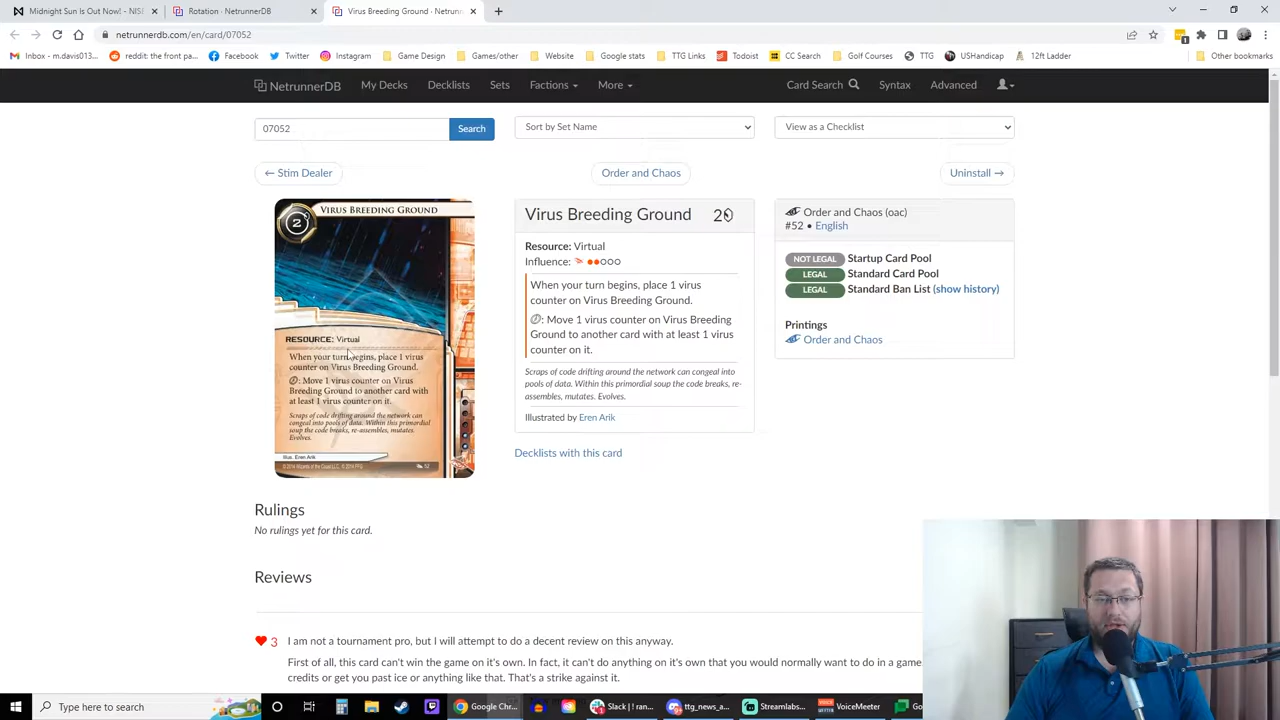 Midnight Sun Is Out Now! - NISE
Rotation · NetrunnerDB
Virus Breeding Ground · Netrunn
netrunnerdb.com/en/card/07052
Inbox - m.davis013...
reddit: the front pa...
Facebook
Twitter
Instagram
Game Design
Games/other
Website
Google stats
TTG Links
Todoist
CC Search
Golf Courses
TTG
USHandicap
12ft Ladder
Other bookmarks
NetrunnerDB
My Decks
Decklists
Sets
Factions
More
Card Search
Syntax
Advanced
07052
Search
Sort by Set Name
View as a Checklist
← Stim Dealer
Order and Chaos
Uninstall →
2
VIRUS BREEDING GROUND
RESOURCE: Virtual
When your turn begins, place 1 virus
counter on Virus Breeding Ground.
: Move 1 virus counter on Virus
Breeding Ground to another card with
at least 1 virus counter on it.
Scraps of code drifting around the network can
congeal into pools of data. Within this primordial
soup the code breaks, re-assembles, mutates.
Evolves.
Illus. Eren Arik
52
Virus Breeding Ground
2
Resource: Virtual
Influence:
When your turn begins, place 1 virus
counter on Virus Breeding Ground.
: Move 1 virus counter on Virus Breeding
Ground to another card with at least 1 virus
counter on it.
Scraps of code drifting around the network can congeal into
pools of data. Within this primordial soup the code breaks, re-
assembles, mutates. Evolves.
Illustrated by Eren Arik
Decklists with this card
Order and Chaos (oac)
#52 • English
NOT LEGAL Startup Card Pool
LEGAL Standard Card Pool
LEGAL Standard Ban List (show history)
Printings
Order and Chaos
Rulings
No rulings yet for this card.
Reviews
3
I am not a tournament pro, but I will attempt to do a decent review on this anyway.
First of all, this card can't win the game on it's own. In fact, it can't do anything on it's own that you would normally want to do in a game
credits or get you past ice or anything like that. That's a strike against it.
Type here to search
Google Chr...
Slack | ! ran...
ttg_news_a...
Streamlabs...
VoiceMeeter
Go